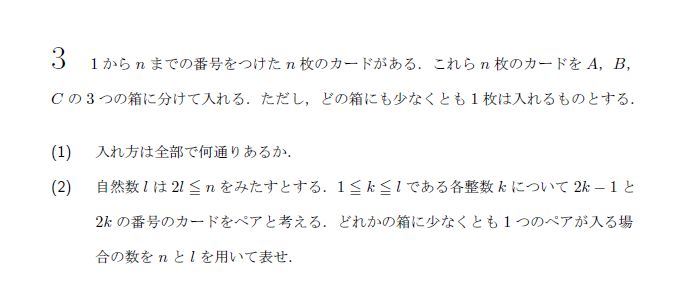 3 1 から n までの番号をつけた n 枚のカードがある．これら n 枚のカードを A，B，
C の 3 つの箱に分けて入れる．ただし，どの箱にも少なくとも 1 枚は入れるものとする．
(1) 入れ方は全部で何通りあるか．
(2) 自然数 l は 2l ≦ n をみたすとする．1 ≦ k ≦ l である各整数 k について 2k − 1 と
2k の番号のカードをペアと考える．どれかの箱に少なくとも 1 つのペアが入る場
合の数を n と l を用いて表せ．